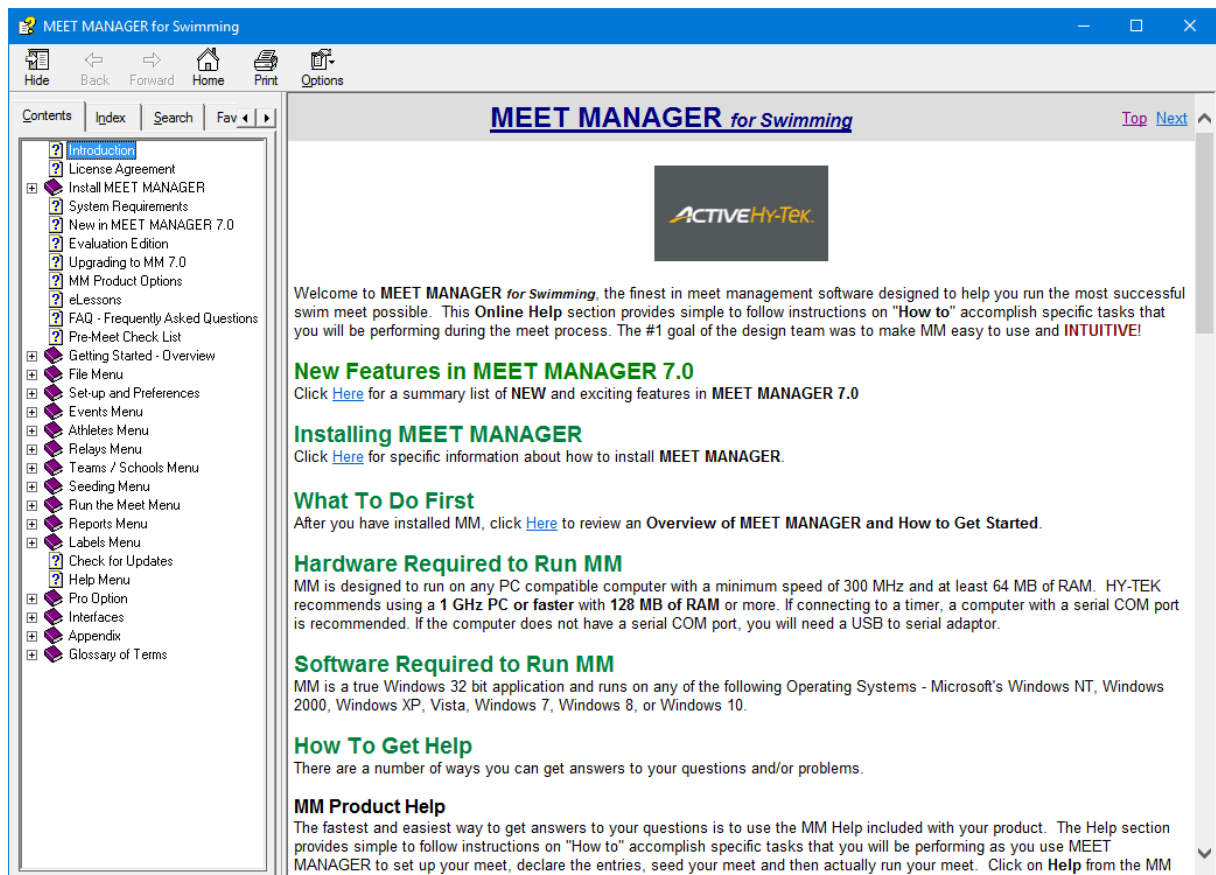 MEET MANAGER for Swimming
Hide Back Forward Home Print Options
Contents Index Search Fav
Introduction
License Agreement
Install MEET MANAGER
System Requirements
New in MEET MANAGER 7.0
Evaluation Edition
Upgrading to MM 7.0
MM Product Options
eLessons
FAQ - Frequently Asked Questions
Pre-Meet Check List
Getting Started - Overview
File Menu
Set-up and Preferences
Events Menu
Athletes Menu
Relays Menu
Teams / Schools Menu
Seeding Menu
Run the Meet Menu
Reports Menu
Labels Menu
Check for Updates
Help Menu
Pro Option
Interfaces
Appendix
Glossary of Terms
MEET MANAGER for Swimming
Top Next
ACTIVEHY-TEK.
Welcome to MEET MANAGER for Swimming, the finest in meet management software designed to help you run the most successful
swim meet possible. This Online Help section provides simple to follow instructions on "How to" accomplish specific tasks that
you will be performing during the meet process. The #1 goal of the design team was to make MM easy to use and INTUITIVE!
New Features in MEET MANAGER 7.0
Click Here for a summary list of NEW and exciting features in MEET MANAGER 7.0
Installing MEET MANAGER
Click Here for specific information about how to install MEET MANAGER.
What To Do First
After you have installed MM, click Here to review an Overview of MEET MANAGER and How to Get Started.
Hardware Required to Run MM
MM is designed to run on any PC compatible computer with a minimum speed of 300 MHz and at least 64 MB of RAM. HY-TEK
recommends using a 1 GHz PC or faster with 128 MB of RAM or more. If connecting to a timer, a computer with a serial COM port
is recommended. If the computer does not have a serial COM port, you will need a USB to serial adaptor.
Software Required to Run MM
MM is a true Windows 32 bit application and runs on any of the following Operating Systems - Microsoft's Windows NT, Windows
2000, Windows XP, Vista, Windows 7, Windows 8, or Windows 10.
How To Get Help
There are a number of ways you can get answers to your questions and/or problems.
MM Product Help
The fastest and easiest way to get answers to your questions is to use the MM Help included with your product. The Help section
provides simple to follow instructions on "How to" accomplish specific tasks that you will be performing as you use MEET
MANAGER to set up your meet, declare the entries, seed your meet and then actually run your meet. Click on Help from the MM